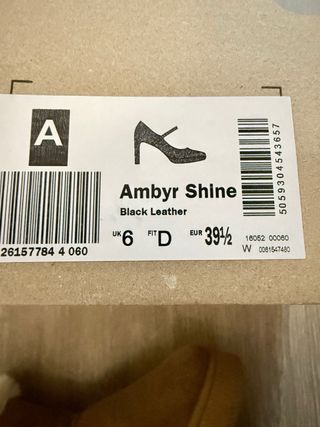 A
Ambyr Shine
Black Leather
UK 6 FIT D EUR 39½
26157784 4 060
5059304543657
16052 00060
W 0061547480